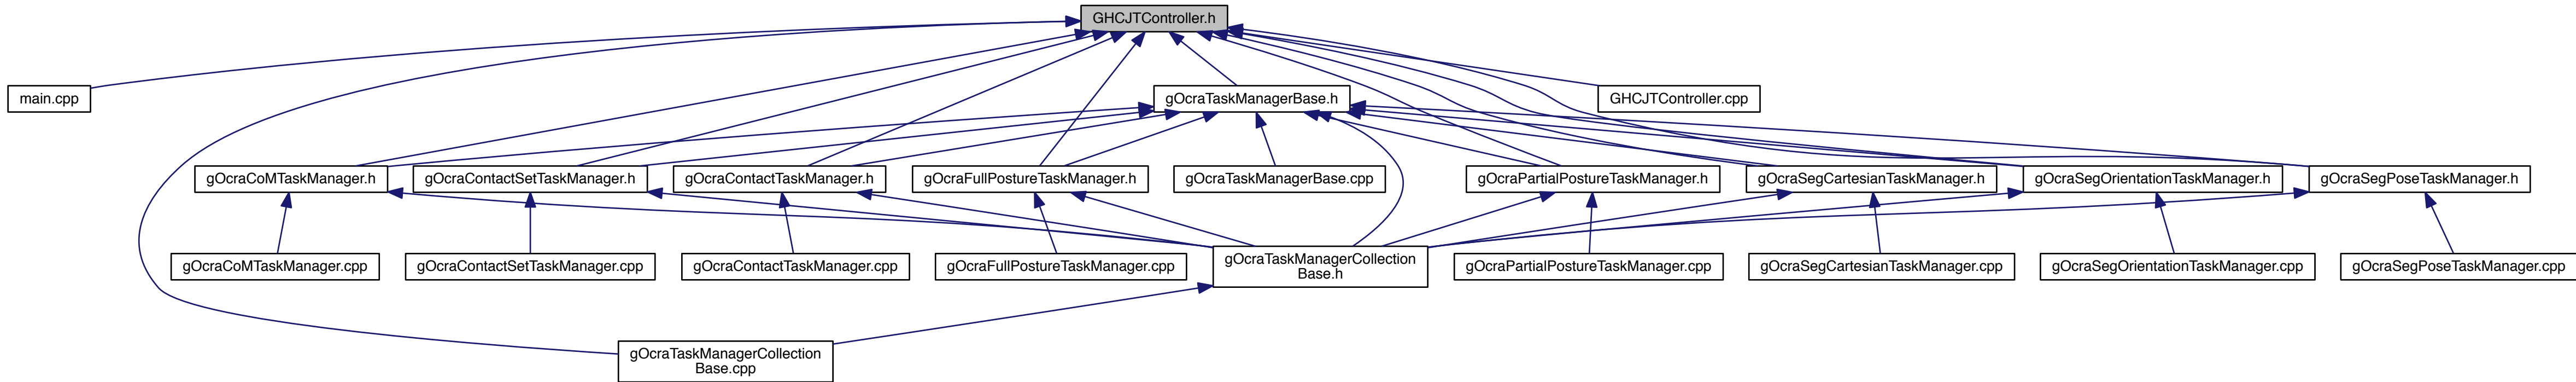 GHCJTController.h
main.cpp
gOcraTaskManagerBase.h
GHCJTController.cpp
gOcraCoMTaskManager.h
gOcraContactSetTaskManager.h
gOcraContactTaskManager.h
gOcraFullPostureTaskManager.h
gOcraTaskManagerBase.cpp
gOcraPartialPostureTaskManager.h
gOcraSegCartesianTaskManager.h
gOcraSegOrientationTaskManager.h
gOcraSegPoseTaskManager.h
gOcraCoMTaskManager.cpp
gOcraContactSetTaskManager.cpp
gOcraContactTaskManager.cpp
gOcraFullPostureTaskManager.cpp
gOcraTaskManagerCollection
Base.h
gOcraPartialPostureTaskManager.cpp
gOcraSegCartesianTaskManager.cpp
gOcraSegOrientationTaskManager.cpp
gOcraSegPoseTaskManager.cpp
gOcraTaskManagerCollection
Base.cpp